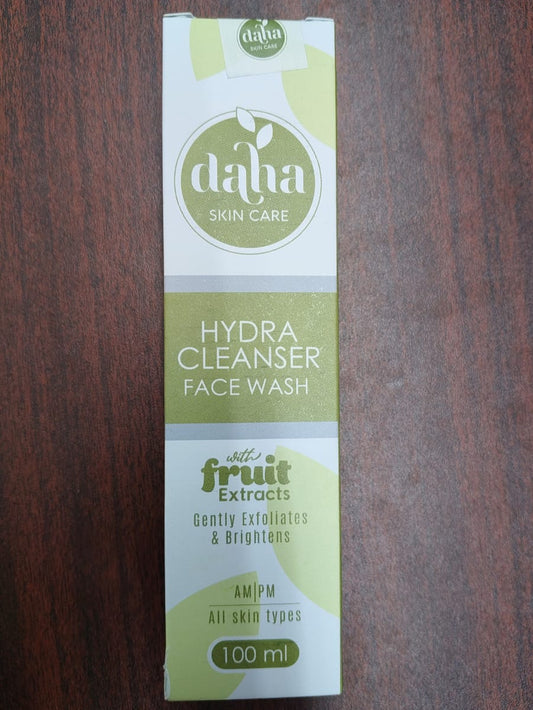 daha
SKIN CARE
daha
SKIN CARE
HYDRA
CLEANSER
FACE WASH
with
fruit
Extracts
Gently Exfoliates
& Brightens
AM|PM
All skin types
100 ml